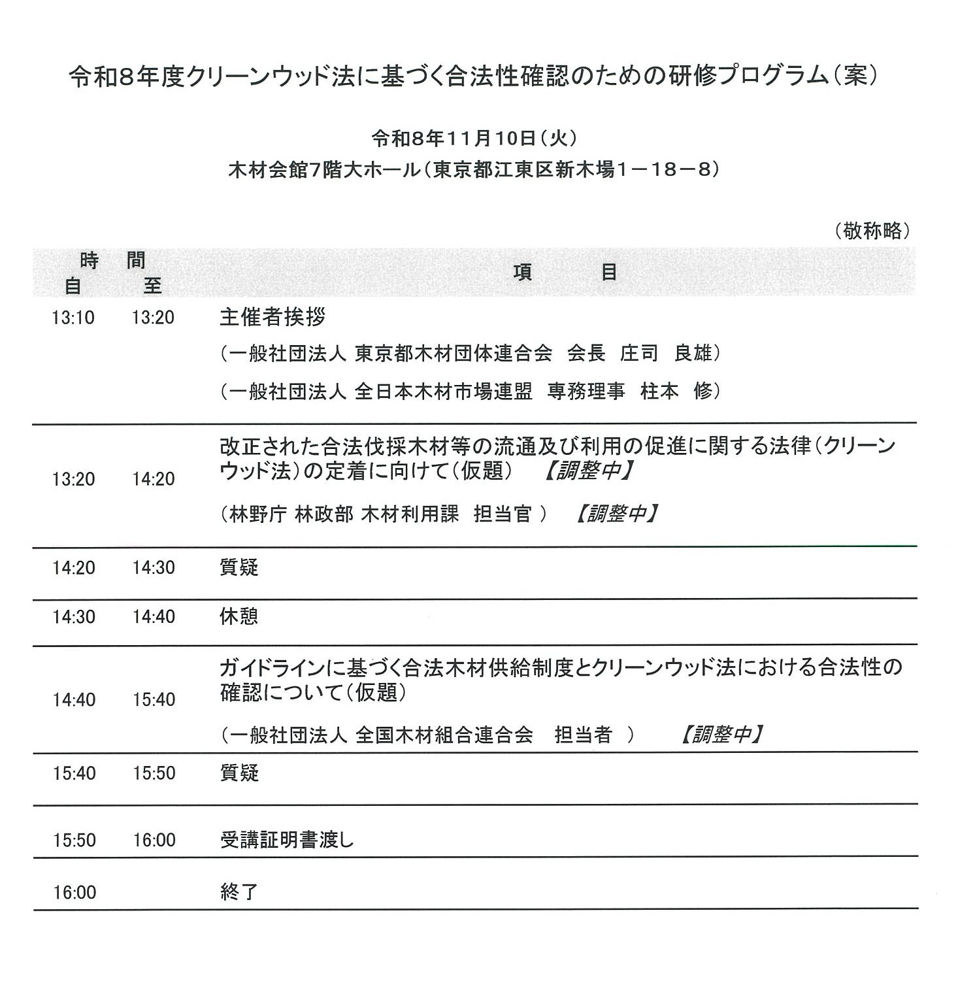 令和８年度クリーンウッド法に基づく合法性確認のための研修プログラム（案）
令和８年１１月１０日（火）
木材会館７階大ホール（東京都江東区新木場１－１８－８）
（敬称略）
時　間
自　至
項　目
13:10 13:20 主催者挨拶
（一般社団法人 東京都木材団体連合会　会長　庄司　良雄）
（一般社団法人 全日本木材市場連盟　専務理事　柱本　修）
改正された合法伐採木材等の流通及び利用の促進に関する法律（クリーン
13:20 14:20 ウッド法）の定着に向けて（仮題）　【調整中】
（林野庁 林政部 木材利用課　担当官 ）　【調整中】
14:20 14:30 質疑
14:30 14:40 休憩
ガイドラインに基づく合法木材供給制度とクリーンウッド法における合法性の
14:40 15:40 確認について（仮題）
（一般社団法人 全国木材組合連合会　担当者　）　【調整中】
15:40 15:50 質疑
15:50 16:00 受講証明書渡し
16:00 終了